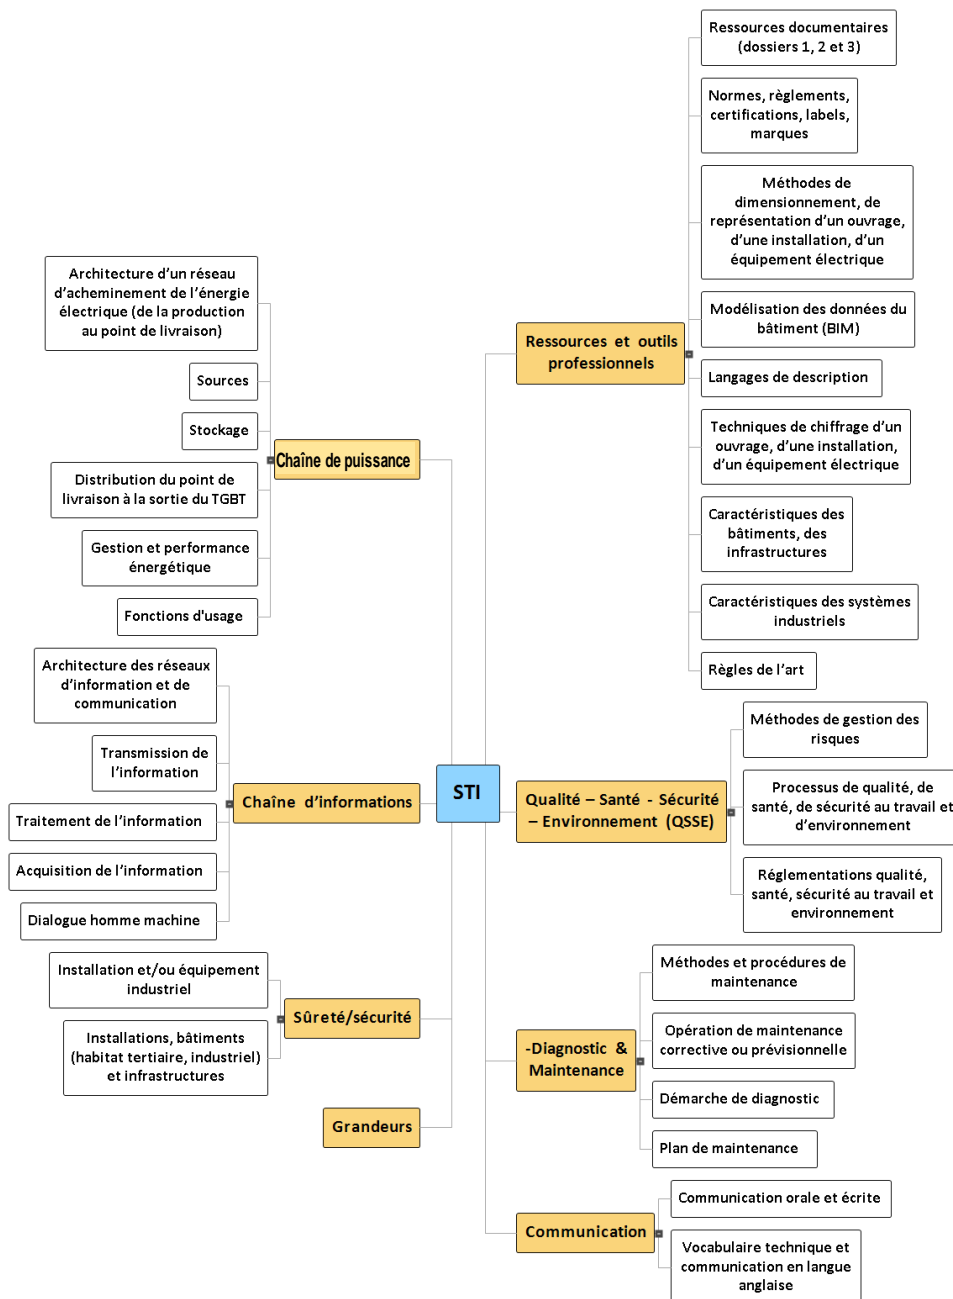 Ressources documentaires
(dossiers 1, 2 et 3)
Normes, règlements,
certifications, labels,
marques
Méthodes de
dimensionnement, de
représentation d’un ouvrage,
d’une installation, d’un
équipement électrique
Modélisation des données du
bâtiment (BIM)
Langages de description
Techniques de chiffrage d’un
ouvrage, d’une installation,
d’un équipement électrique
Caractéristiques des
bâtiments, des
infrastructures
Caractéristiques des systèmes
industriels
Règles de l’art
Ressources et outils
professionnels
Architecture d’un réseau
d’acheminement de l’énergie
électrique (de la production
au point de livraison)
Sources
Stockage
Distribution du point de
livraison à la sortie du TGBT
Gestion et performance
énergétique
Fonctions d'usage
Chaîne de puissance
Architecture des réseaux
d’information et de
communication
Transmission de
l’information
Traitement de l’information
Acquisition de l’information
Dialogue homme machine
Chaîne d’informations
STI
Qualité – Santé - Sécurité
– Environnement (QSSE)
Méthodes de gestion des
risques
Processus de qualité, de
santé, de sécurité au travail et
d’environnement
Réglementations qualité,
santé, sécurité au travail et
environnement
Installation et/ou équipement
industriel
Installations, bâtiments
(habitat tertiaire, industriel)
et infrastructures
Sûreté/sécurité
Grandeurs
-Diagnostic &
Maintenance
Méthodes et procédures de
maintenance
Opération de maintenance
corrective ou prévisionnelle
Démarche de diagnostic
Plan de maintenance
Communication
Communication orale et écrite
Vocabulaire technique et
communication en langue
anglaise